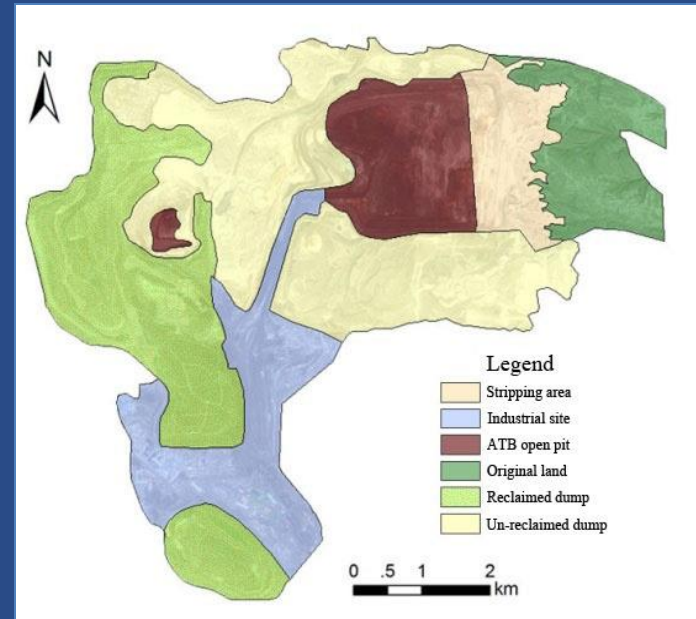 N
Legend
Stripping area
Industrial site
ATB open pit
Original land
Reclaimed dump
Un-reclaimed dump
0 .5 1 2
km